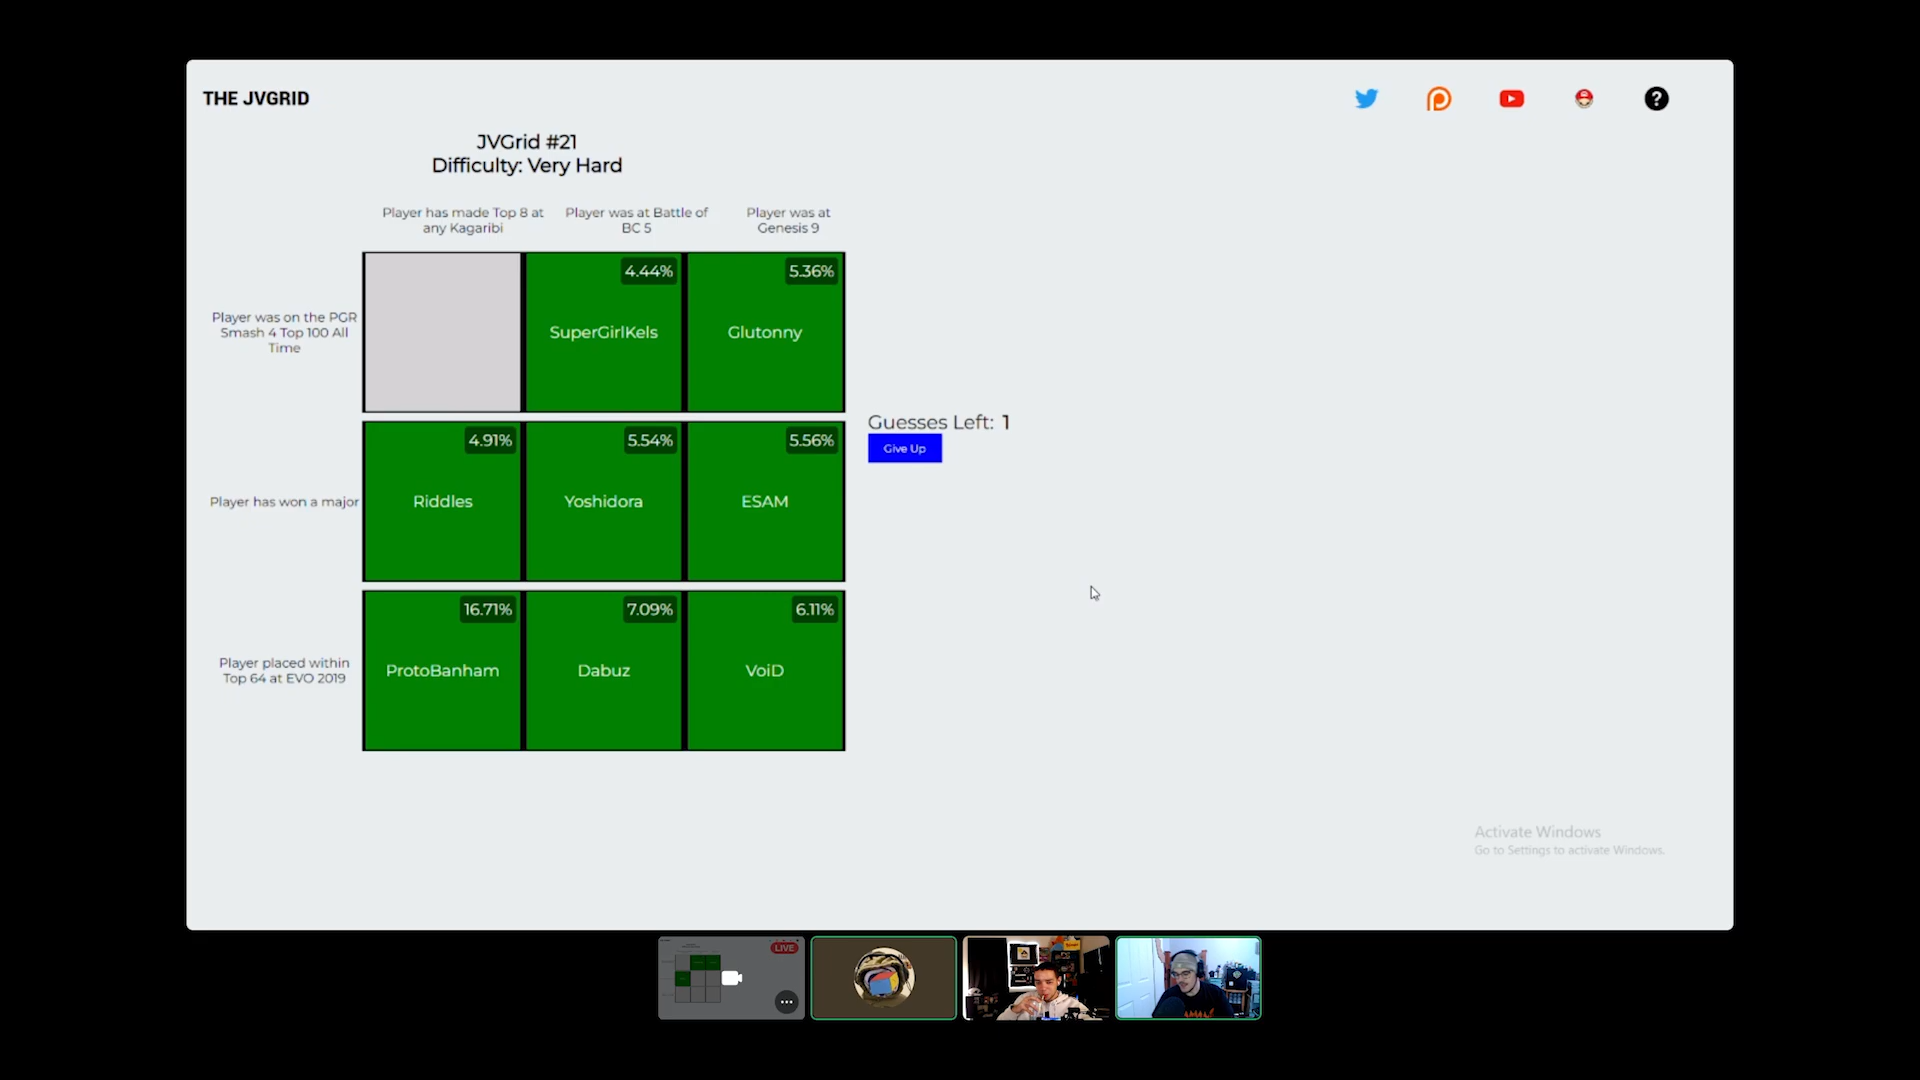 THE JVGRID
?
JVGrid #21
Difficulty: Very Hard
Player has made Top 8 at
any Kagaribi
Player was at Battle of
BC 5
Player was at
Genesis 9
Player was on the PGR
Smash 4 Top 100 All
Time
4.44%
SuperGirlKels
5.36%
Glutonny
Guesses Left: 1
Give Up
Player has won a major
4.91%
Riddles
5.54%
Yoshidora
5.56%
ESAM
Player placed within
Top 64 at EVO 2019
16.71%
ProtoBanham
7.09%
Dabuz
6.11%
VoiD
Activate Windows
Go to Settings to activate Windows.
LIVE